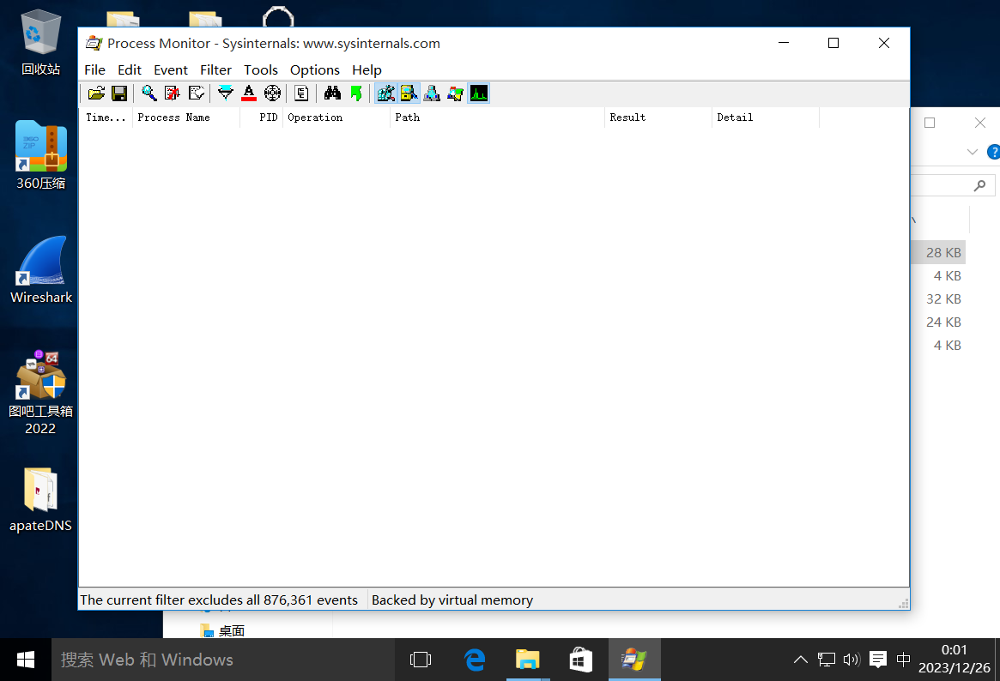 回收站
360压缩
Wireshark
图吧工具箱
2022
apateDNS
Process Monitor - Sysinternals: www.sysinternals.com
File Edit Event Filter Tools Options Help
Time... Process Name PID Operation Path Result Detail
28 KB
4 KB
32 KB
24 KB
4 KB
The current filter excludes all 876,361 events Backed by virtual memory
桌面
搜索 Web 和 Windows
中
0:01
2023/12/26